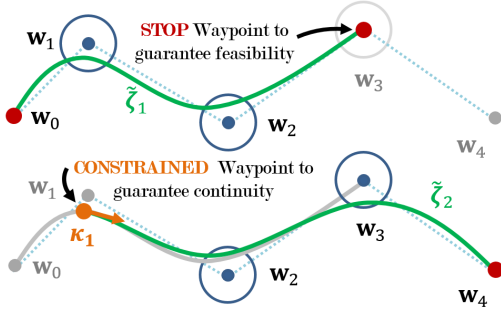 STOP Waypoint to
guarantee feasibility
w₁
w₃
ζ̃₁
w₀
w₂
w₄
CONSTRAINED Waypoint to
guarantee continuity
w₁
ζ̃₂
κ₁
w₃
w₀
w₂
w₄